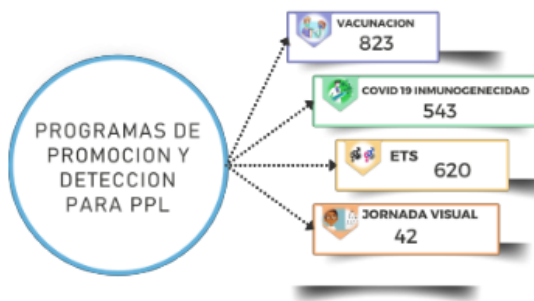 PROGRAMAS DE
PROMOCION Y
DETECCION
PARA PPL
VACUNACION
823
COVID 19 INMUNOGENECIDAD
543
ETS
620
JORNADA VISUAL
42